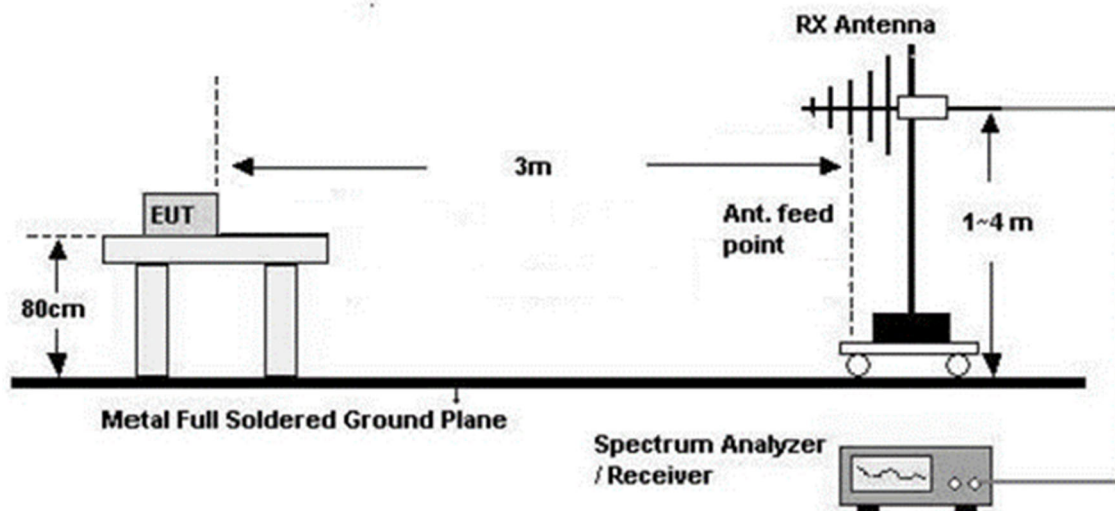 RX Antenna
3m
EUT
Ant. feed
point
1~4 m
80cm
Metal Full Soldered Ground Plane
Spectrum Analyzer
/ Receiver